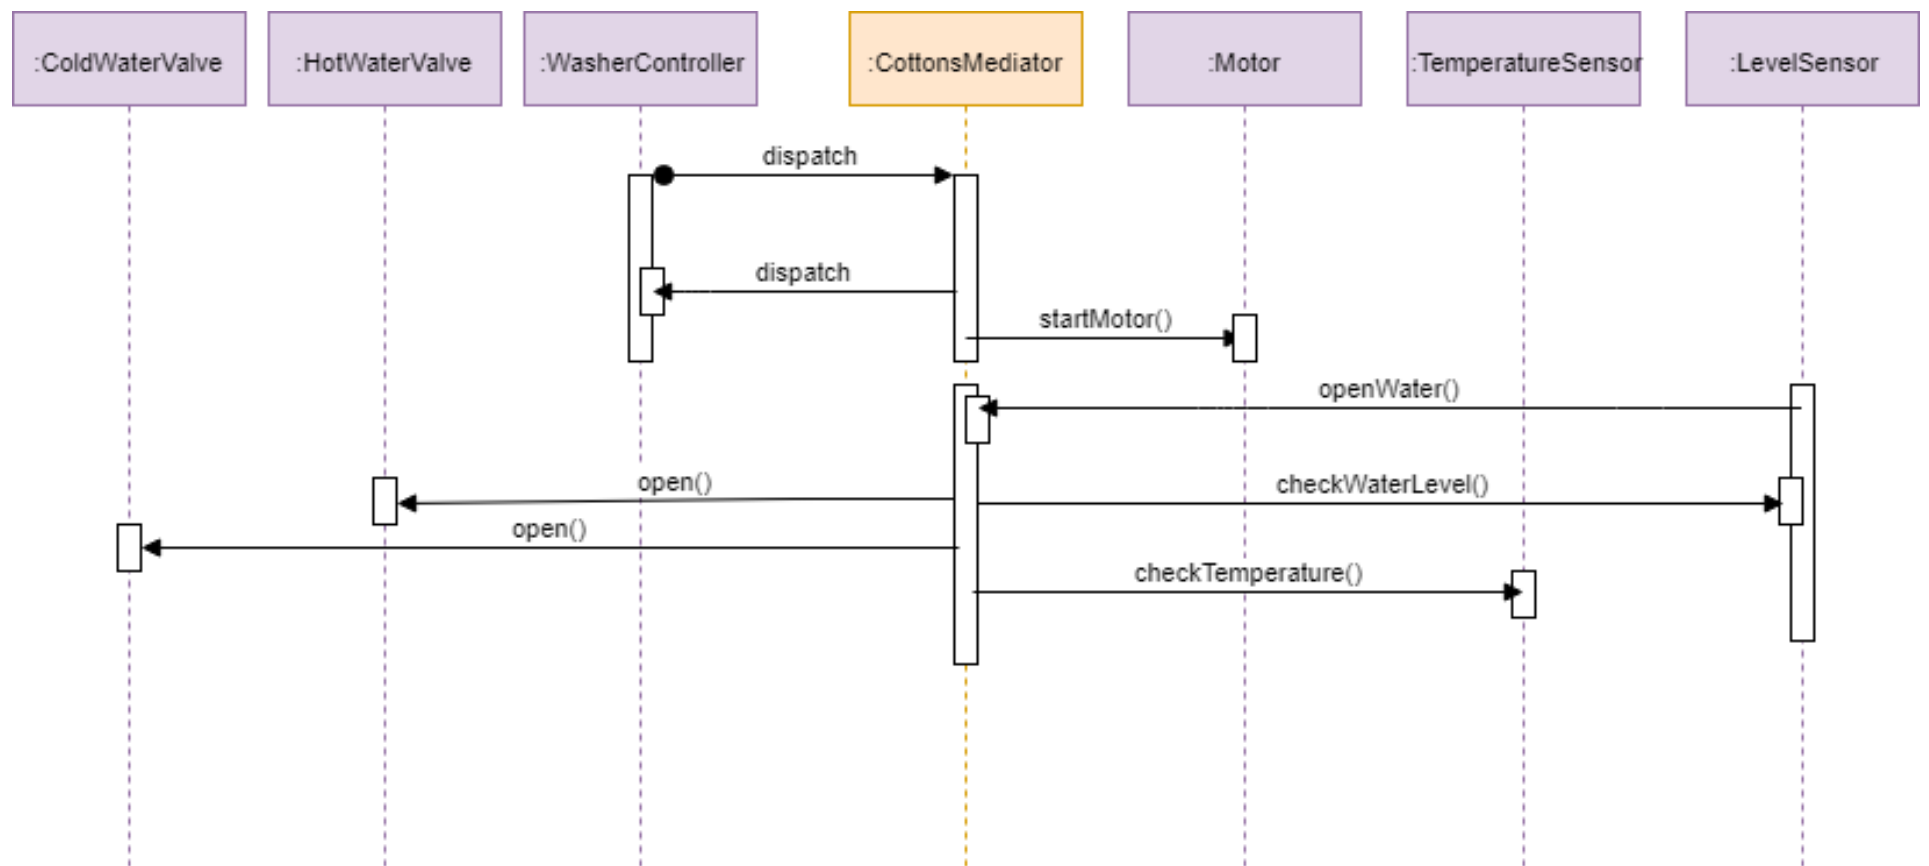 :ColdWaterValve
:HotWaterValve
:WasherController
:CottonsMediator
:Motor
:TemperatureSensor
:LevelSensor
dispatch
dispatch
startMotor()
openWater()
open()
checkWaterLevel()
open()
checkTemperature()